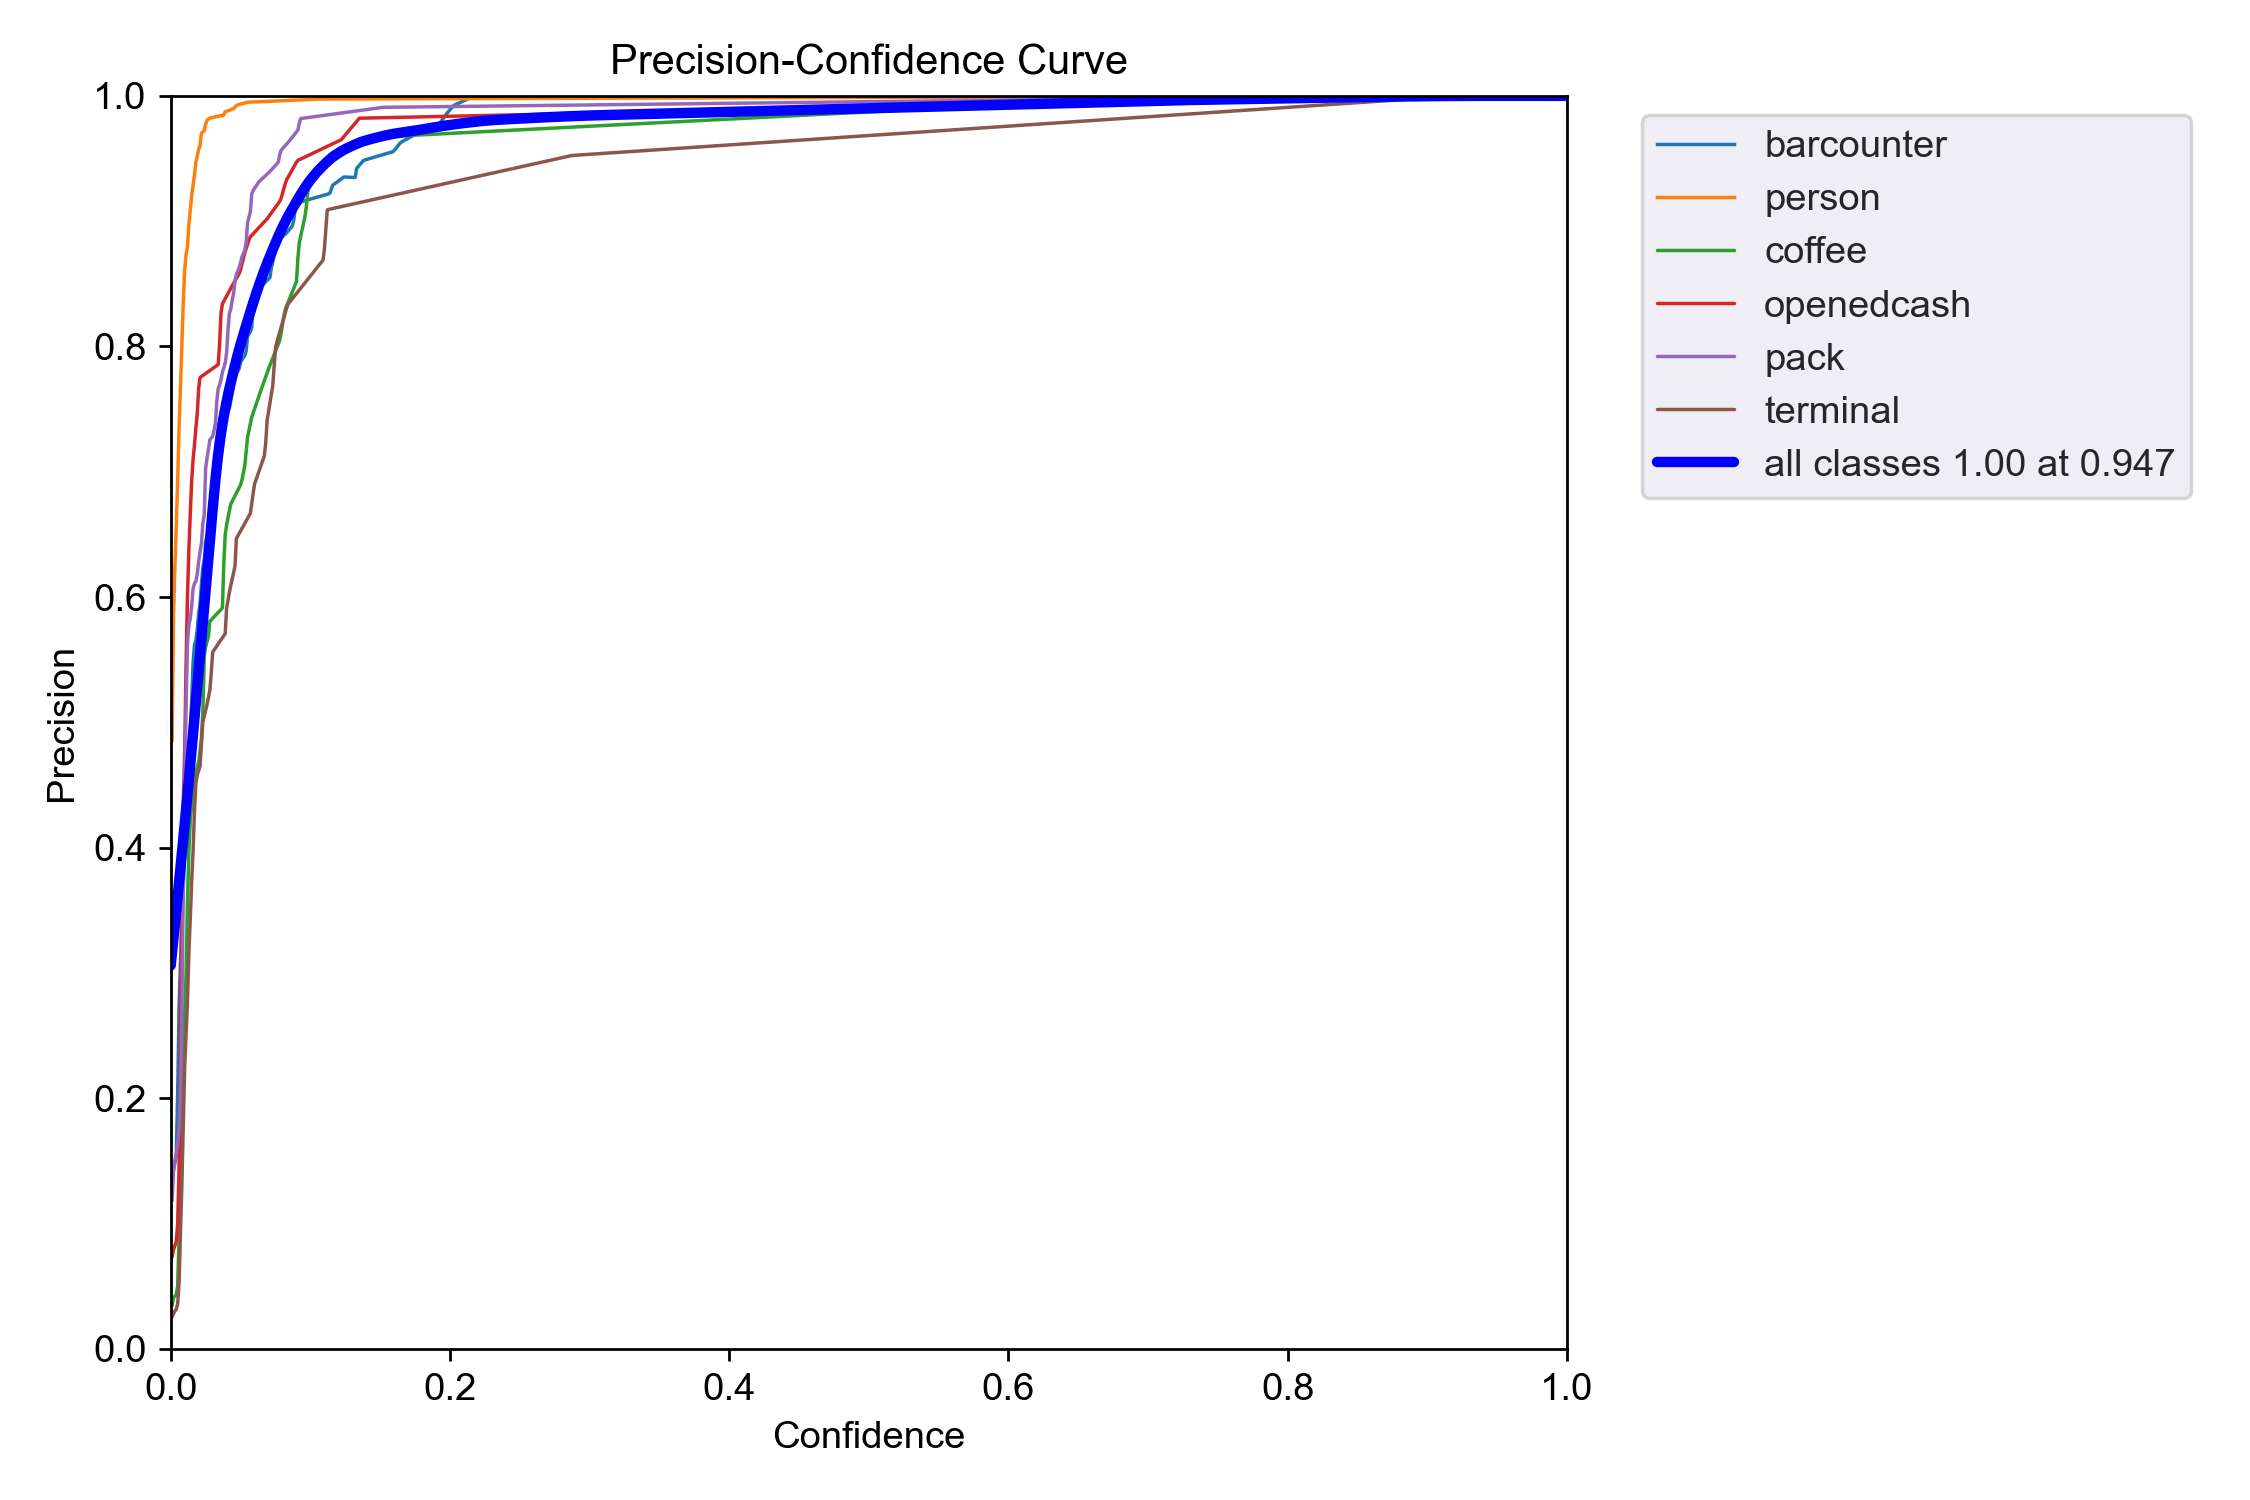 Precision-Confidence Curve
1.0
0.8
0.6
0.4
0.2
0.0
Precision
0.0 0.2 0.4 0.6 0.8 1.0
Confidence
barcounter
person
coffee
openedcash
pack
terminal
all classes 1.00 at 0.947